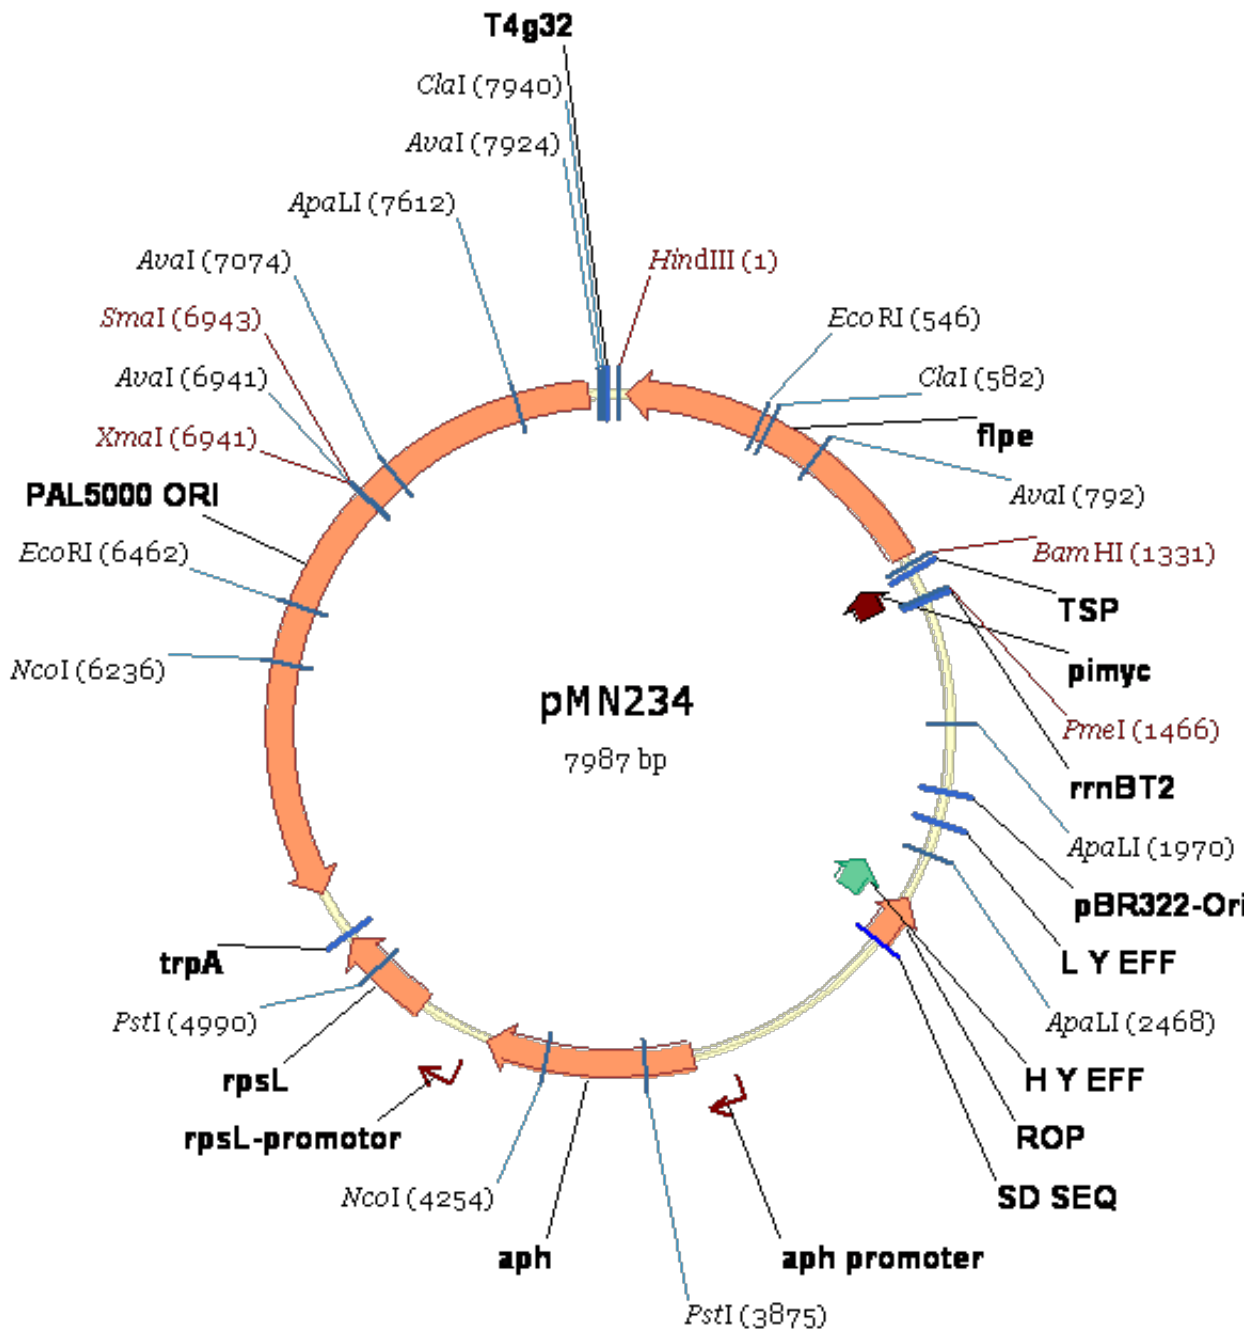 T4g32
ClaI (7940)
AvaI (7924)
ApaLI (7612)
HindIII (1)
AvaI (7074)
EcoRI (546)
SmaI (6943)
ClaI (582)
AvaI (6941)
flpe
XmaI (6941)
PAL5000 ORI
AvaI (792)
EcoRI (6462)
BamHI (1331)
TSP
NcoI (6236)
pimyc
pMN234
PmeI (1466)
7987 bp
rrnBT2
ApaLI (1970)
pBR322-Ori
trpA
L Y EFF
PstI (4990)
ApaLI (2468)
rpsL
H Y EFF
rpsL-promotor
ROP
NcoI (4254)
SD SEQ
aph
aph promoter
PstI (3875)